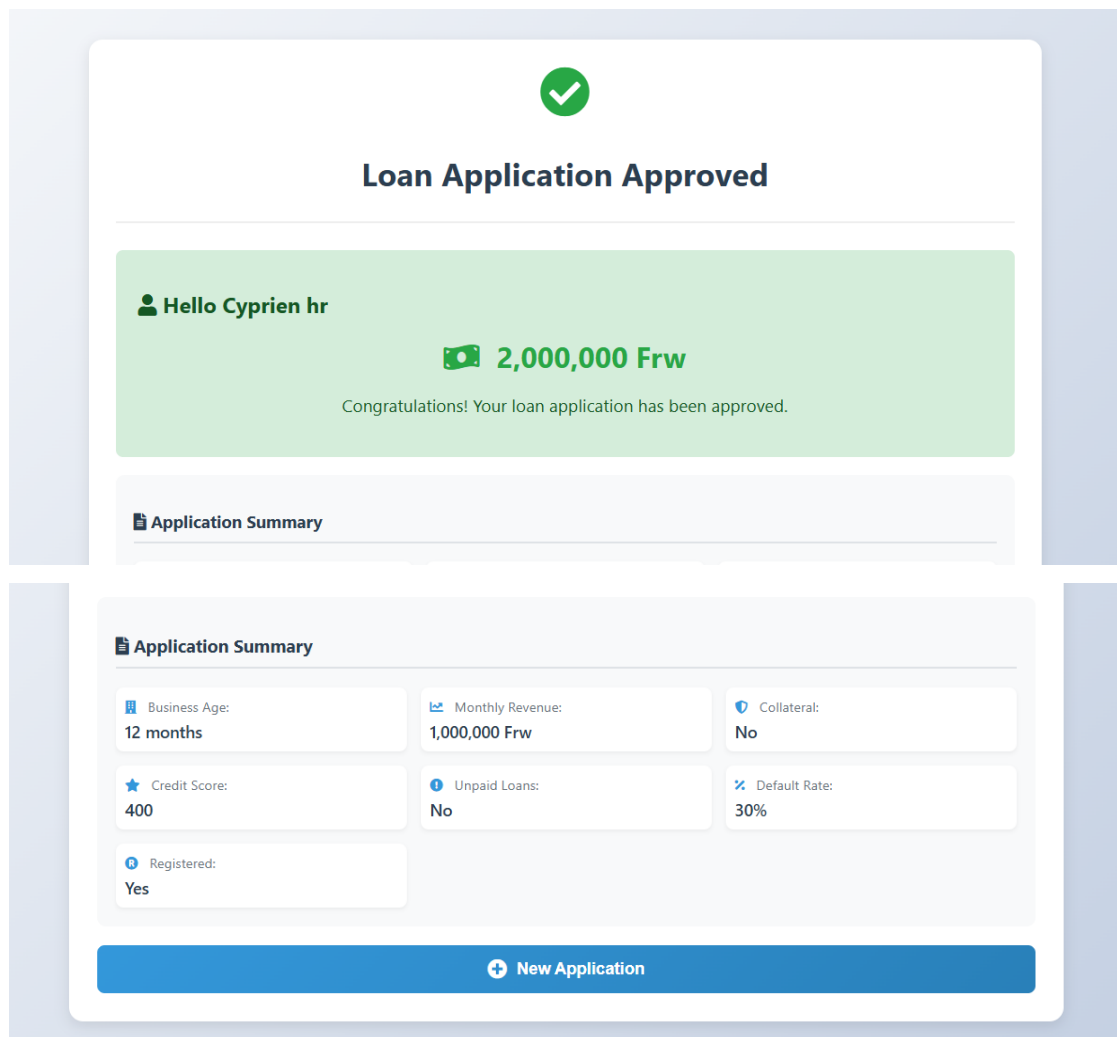 Loan Application Approved
Hello Cyprien hr
2,000,000 Frw
Congratulations! Your loan application has been approved.
Application Summary
Application Summary
Business Age:
12 months
Monthly Revenue:
1,000,000 Frw
Collateral:
No
Credit Score:
400
Unpaid Loans:
No
Default Rate:
30%
Registered:
Yes
New Application